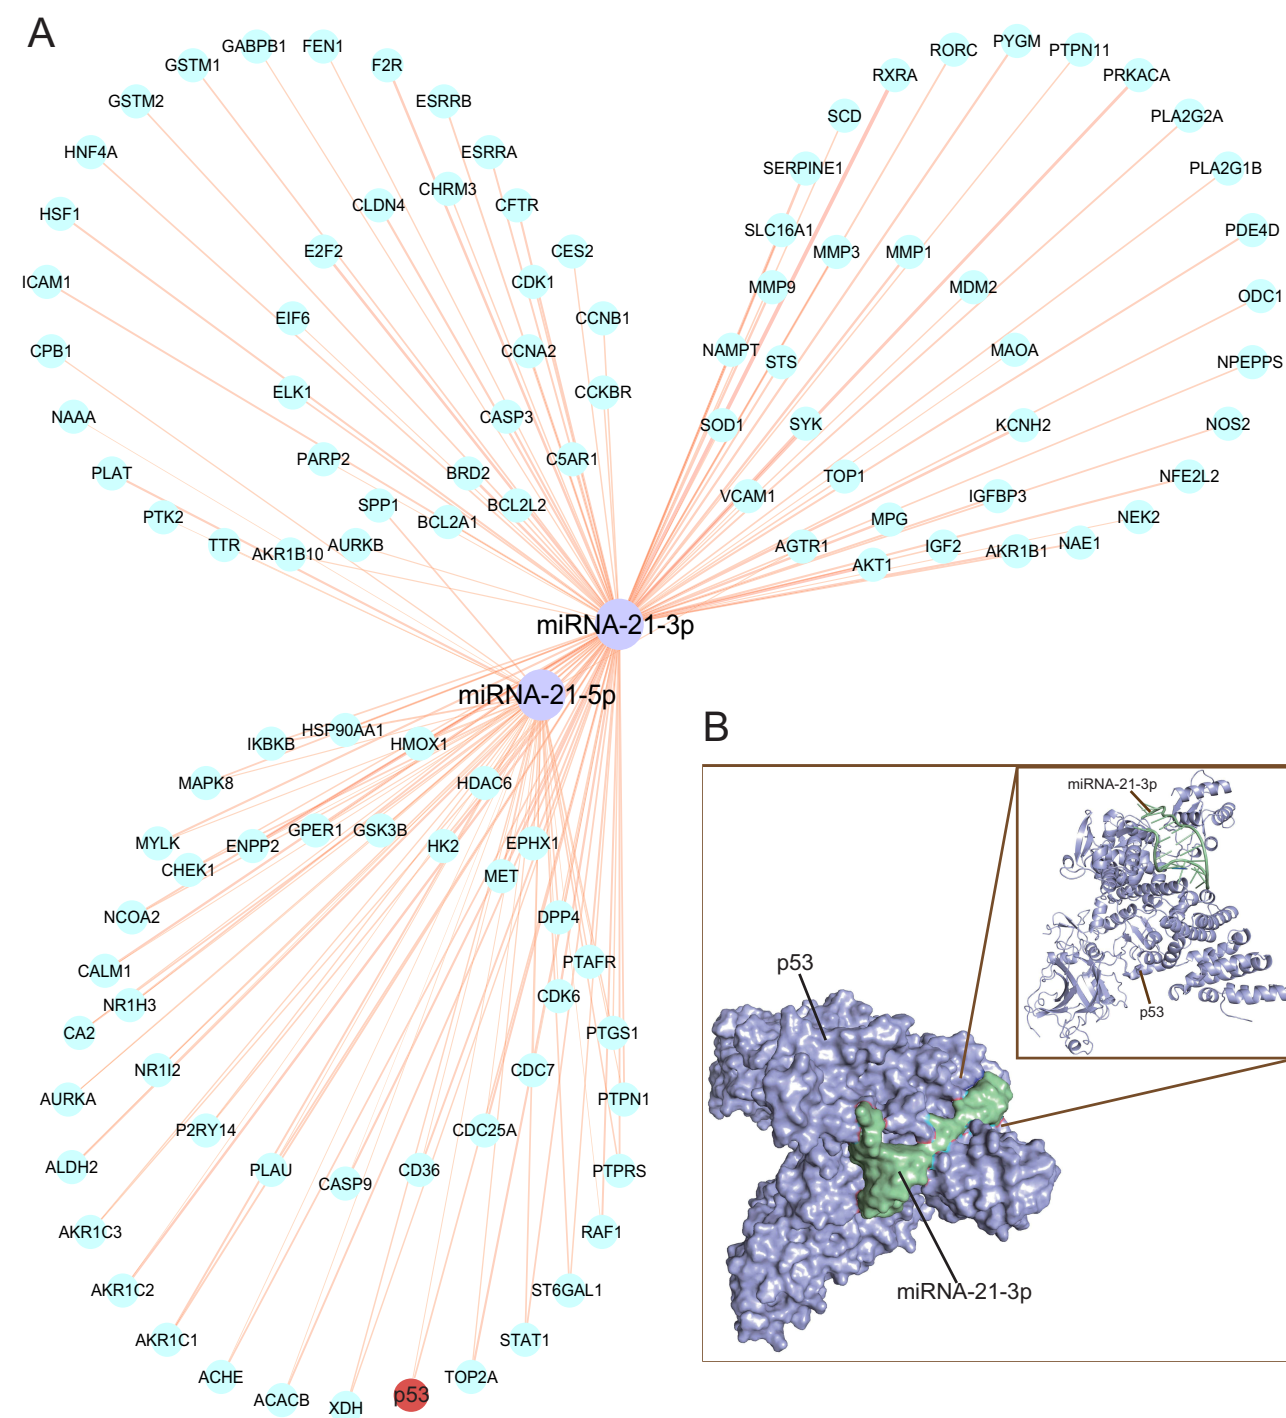 A
GABPB1
FEN1
GSTM1
F2R
GSTM2
ESRRB
HNF4A
ESRRA
CHRM3
HSF1
CLDN4
CFTR
E2F2
CES2
ICAM1
CDK1
EIF6
CCNB1
CPB1
CCNA2
ELK1
CCKBR
NAAA
CASP3
PLAT
PARP2
BRD2
C5AR1
SPP1
BCL2L2
PTK2
BCL2A1
TTR
AKR1B10
AURKB
PYGM
RORC
PTPN11
RXRA
PRKACA
SCD
PLA2G2A
SERPINE1
PLA2G1B
SLC16A1
PDE4D
MMP3
MMP1
MMP9
MDM2
ODC1
NAMPT
STS
MAOA
NPEPPS
SOD1
SYK
KCNH2
NOS2
VCAM1
TOP1
IGFBP3
NFE2L2
MPG
NEK2
AGTR1
IGF2
AKR1B1
NAE1
AKT1
miRNA-21-3p
miRNA-21-5p
HSP90AA1
IKBKB
HMOX1
MAPK8
HDAC6
MYLK
ENPP2
GPER1
GSK3B
HK2
EPHX1
CHEK1
MET
NCOA2
DPP4
CALM1
PTAFR
NR1H3
CDK6
CA2
PTGS1
NR1I2
CDC7
AURKA
PTPN1
P2RY14
CDC25A
ALDH2
PLAU
CASP9
CD36
PTPRS
AKR1C3
RAF1
AKR1C2
ST6GAL1
AKR1C1
STAT1
ACHE
TOP2A
ACACB
XDH
p53
B
miRNA-21-3p
p53
p53
miRNA-21-3p